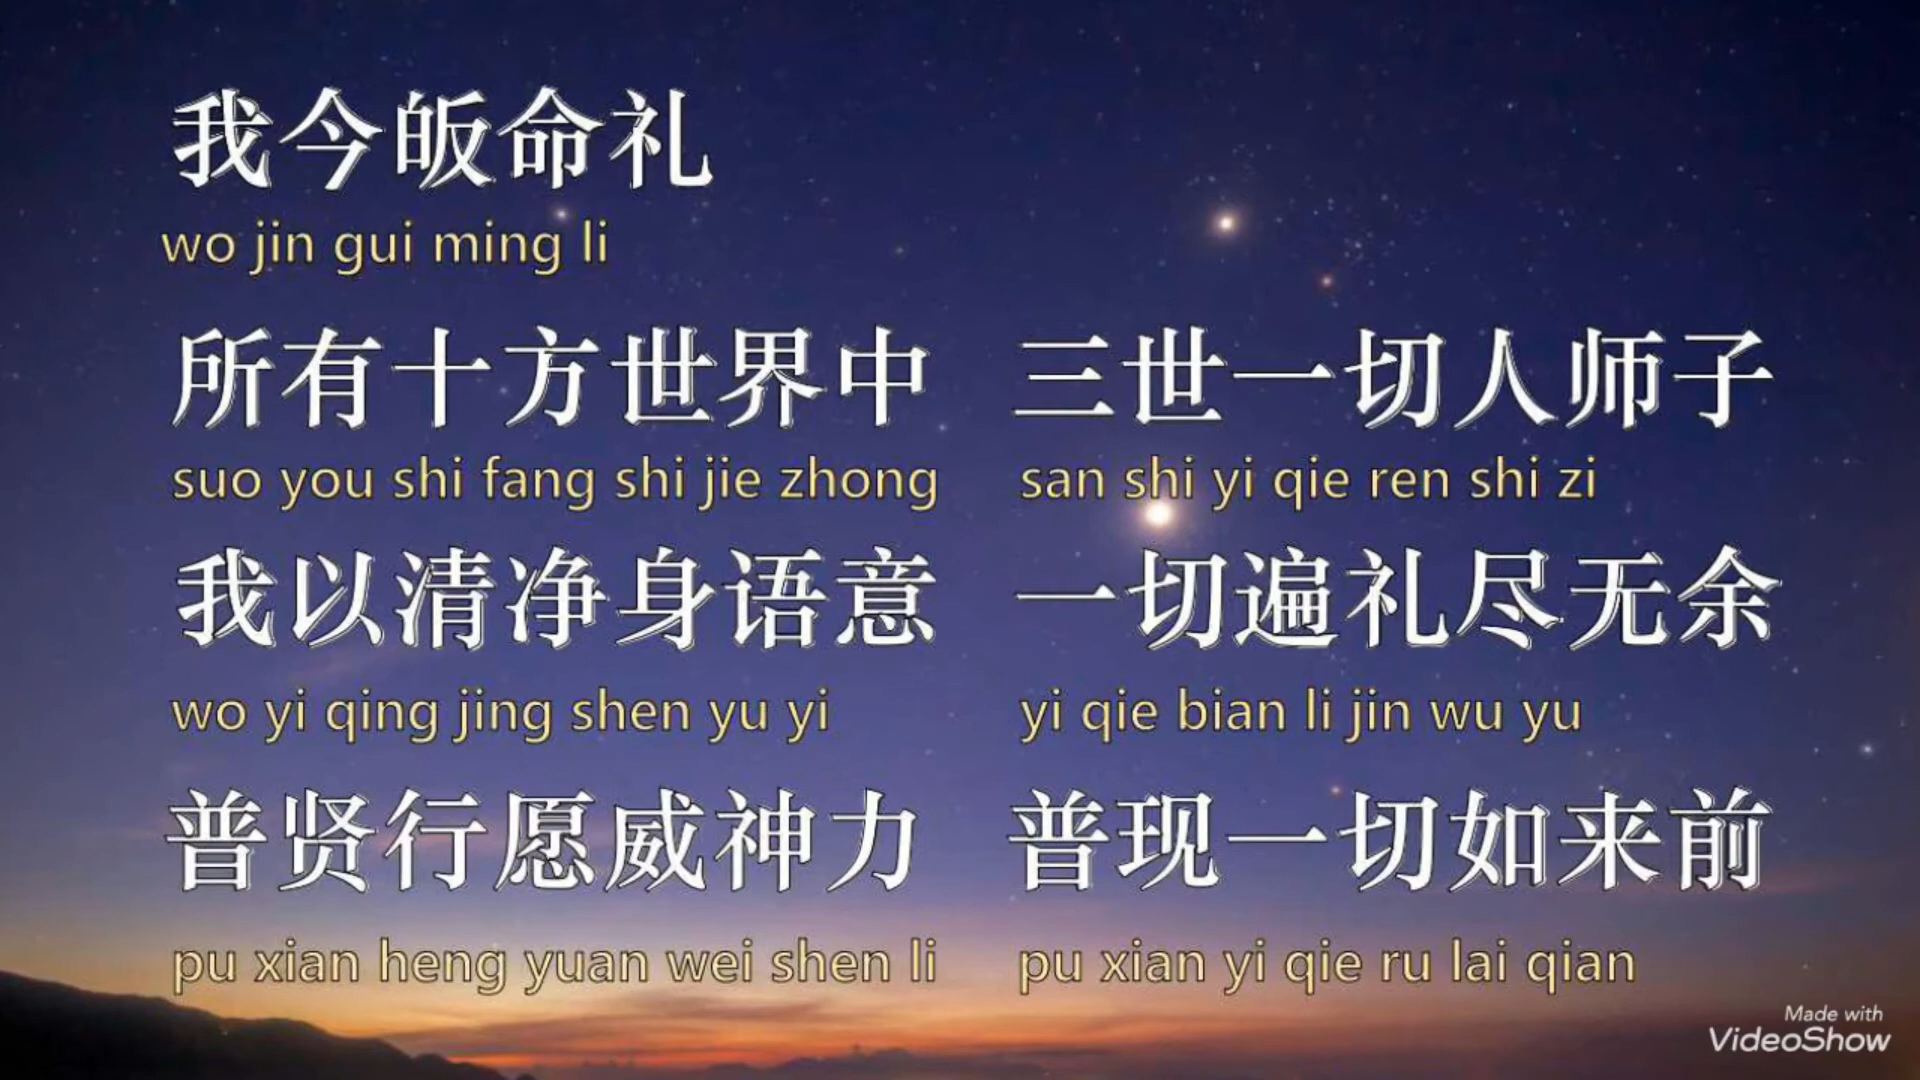 我今皈命礼
wo jin gui ming li
所有十方世界中 三世一切人师子
suo you shi fang shi jie zhong san shi yi qie ren shi zi
我以清净身语意 一切遍礼尽无余
wo yi qing jing shen yu yi yi qie bian li jin wu yu
普贤行愿威神力 普现一切如来前
pu xian heng yuan wei shen li pu xian yi qie ru lai qian
Made with
VideoShow